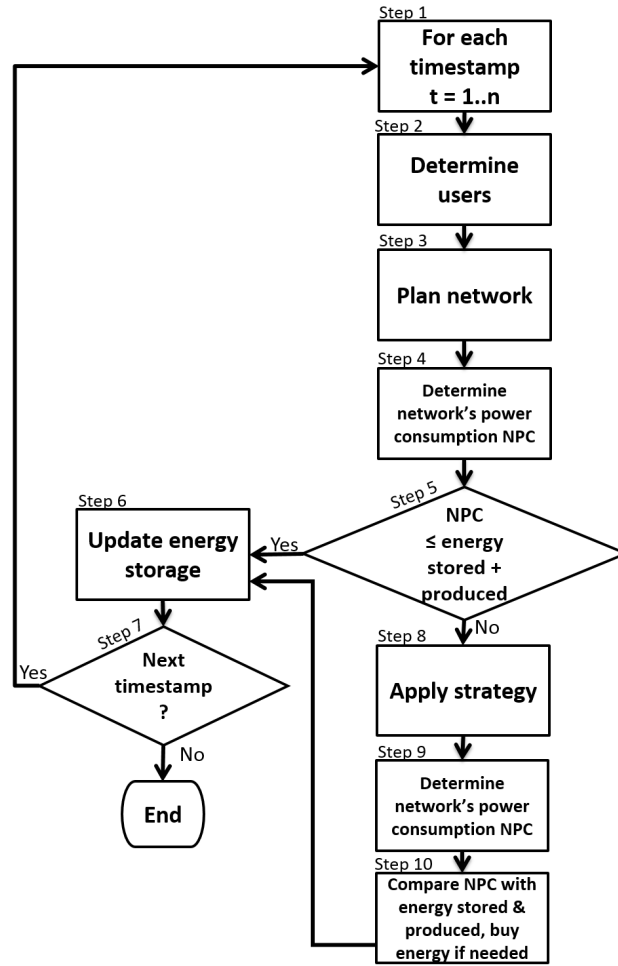 Step 1
For each
timestamp
t = 1..n
Step 2
Determine
users
Step 3
Plan network
Step 4
Determine
network's power
consumption NPC
Step 5
NPC
≤ energy
stored +
produced
Yes
No
Step 6
Update energy
storage
Step 7
Next
timestamp
?
Yes
No
End
Step 8
Apply strategy
Step 9
Determine
network's power
consumption NPC
Step 10
Compare NPC with
energy stored &
produced, buy
energy if needed